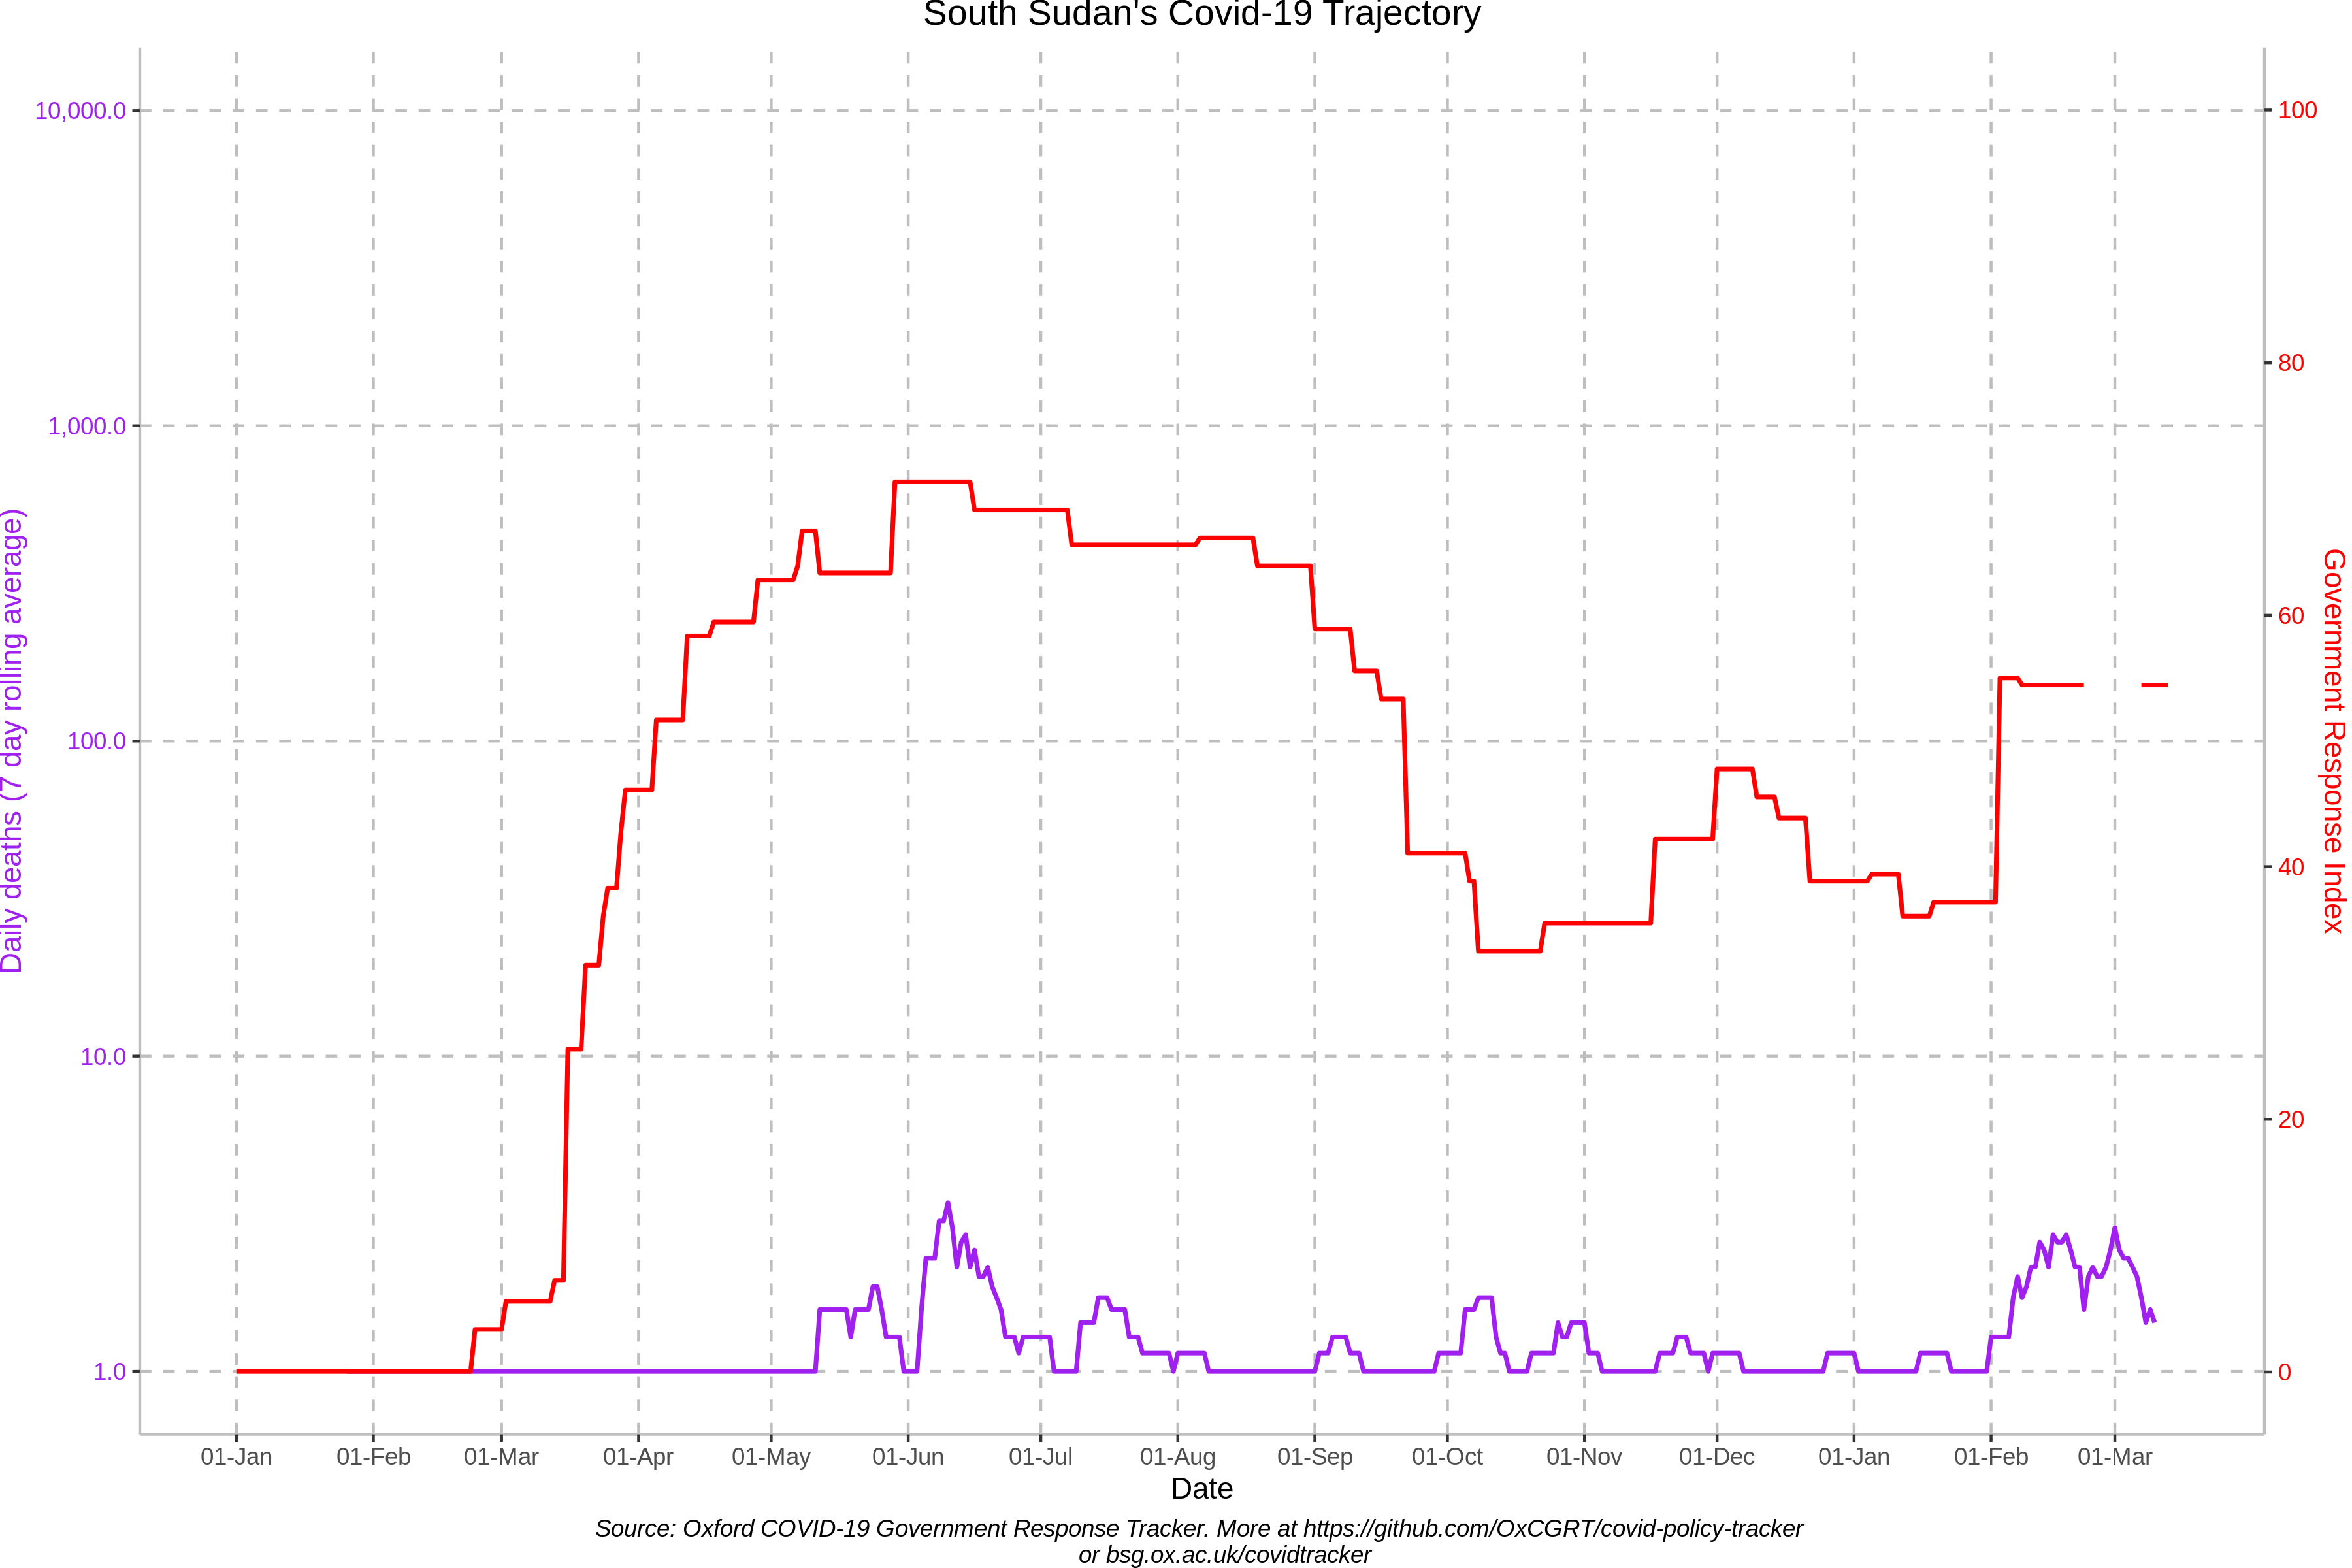 South Sudan's Covid-19 Trajectory
Daily deaths (7 day rolling average)
10,000.0
1,000.0
100.0
10.0
1.0
100
80
60
40
20
0
Government Response Index
01-Jan 01-Feb 01-Mar 01-Apr 01-May 01-Jun 01-Jul 01-Aug 01-Sep 01-Oct 01-Nov 01-Dec 01-Jan 01-Feb 01-Mar
Date
Source: Oxford COVID-19 Government Response Tracker. More at https://github.com/OxCGRT/covid-policy-tracker
or bsg.ox.ac.uk/covidtracker